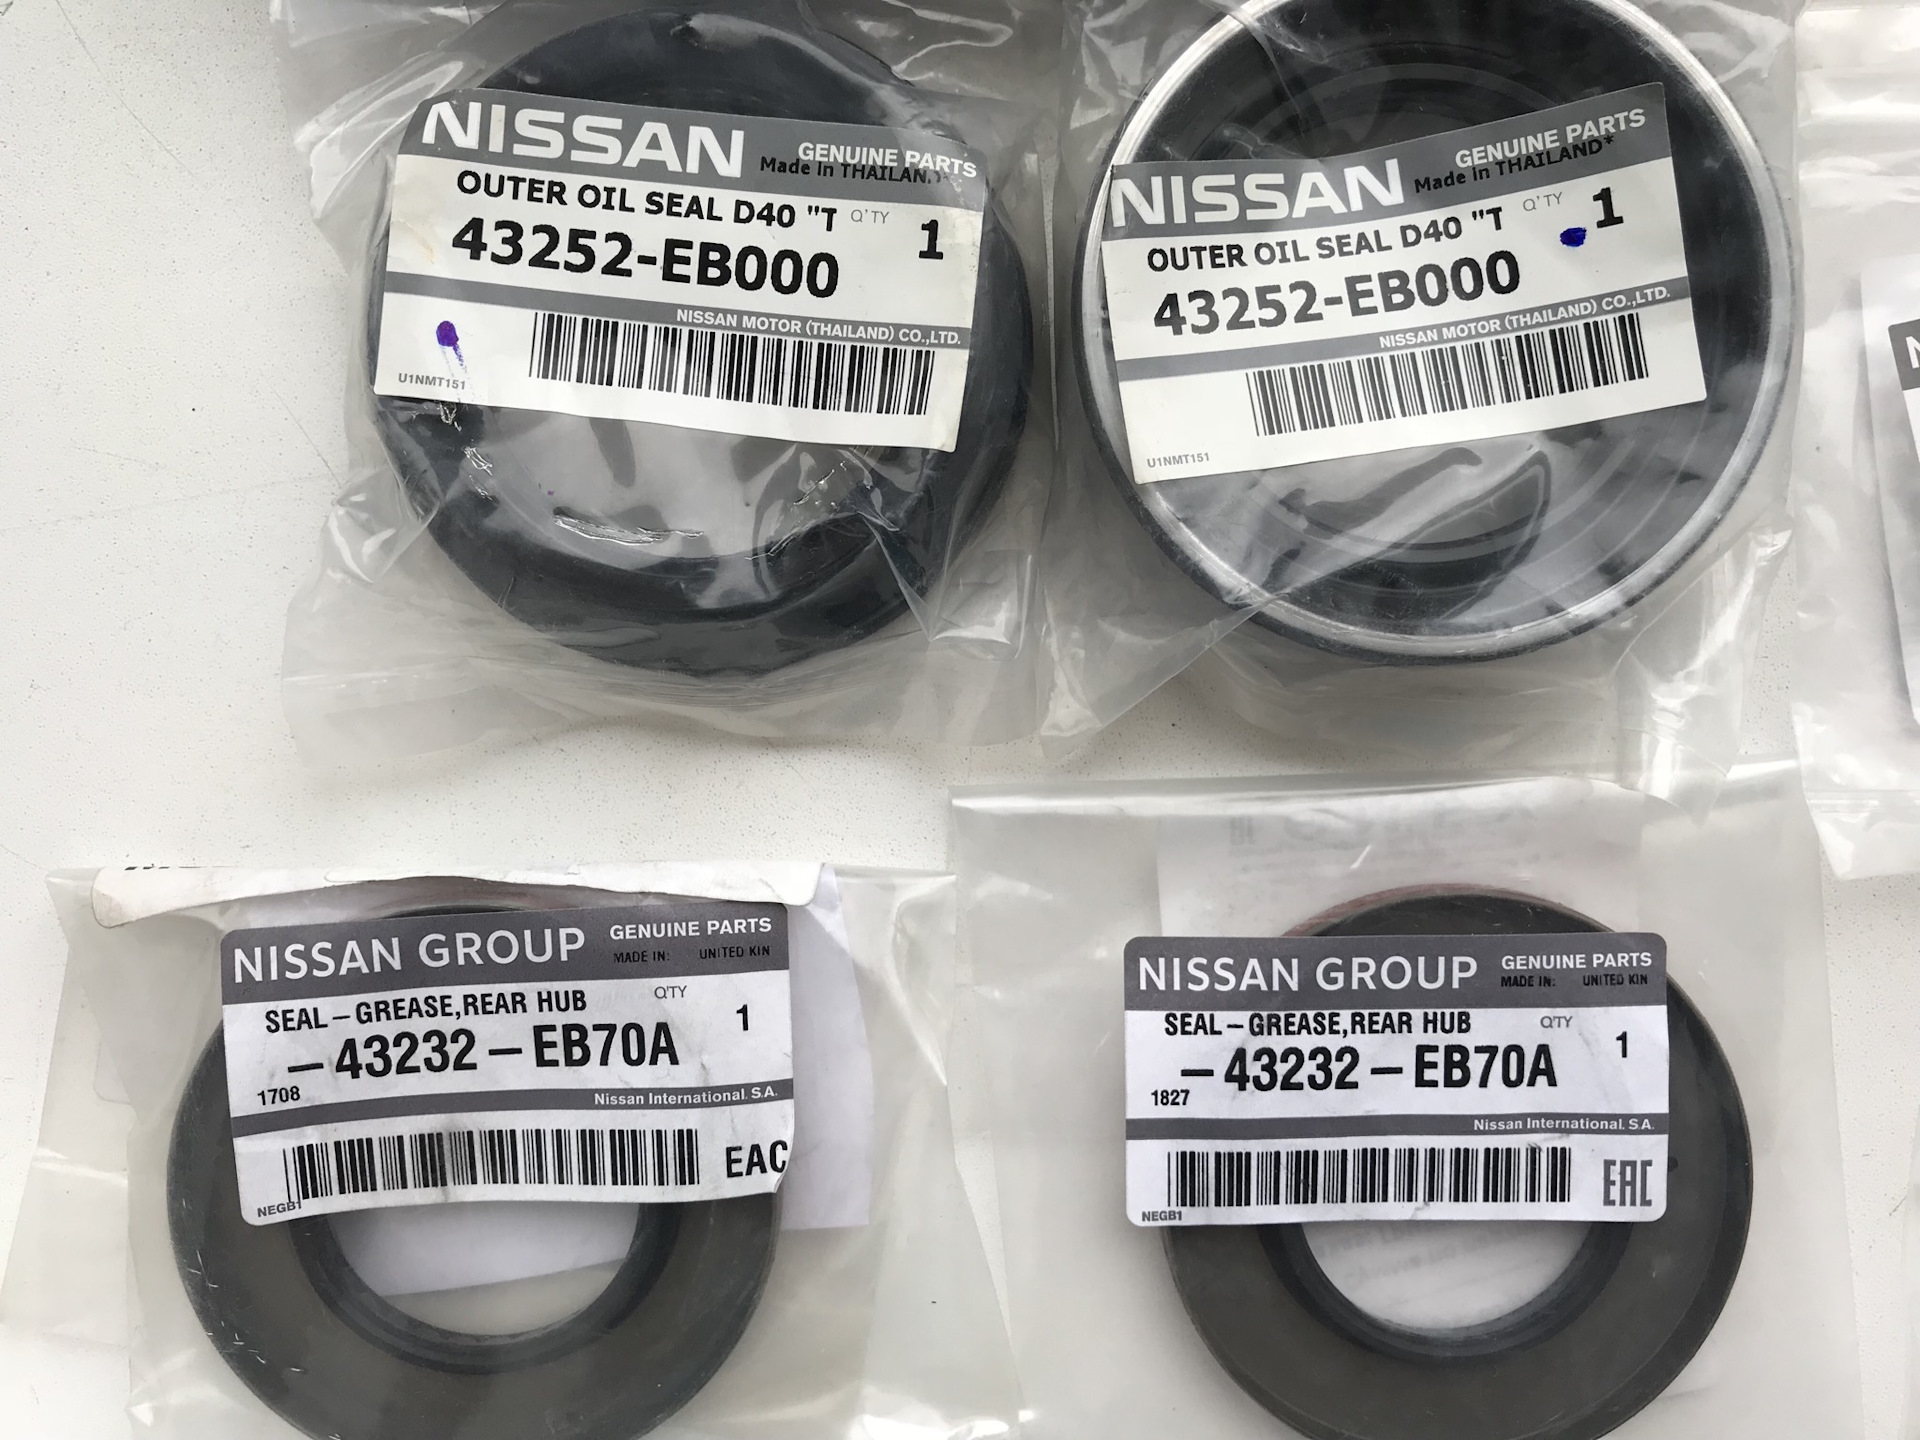 NISSAN
GENUINE PARTS
Made in THAILAN
OUTER OIL SEAL D40 "T Q'TY 1
43252-EB000
NISSAN MOTOR (THAILAND) CO.,LTD.
U1NMT151
NISSAN
GENUINE PARTS
Made in THAILAND*
OUTER OIL SEAL D40 "T Q'TY 1
43252-EB000
NISSAN MOTOR (THAILAND) CO.,LTD.
U1NMT151
NISSAN GROUP
GENUINE PARTS
MADE IN: UNITED KIN
SEAL-GREASE,REAR HUB Q'TY 1
-43232-EB70A
1708
Nissan International. S.A.
EAC
NEGB1
NISSAN GROUP
GENUINE PARTS
MADE IN: UNITED KIN
SEAL-GREASE,REAR HUB Q'TY 1
-43232-EB70A
1827
Nissan International. S.A.
EAC
NEGB1
N